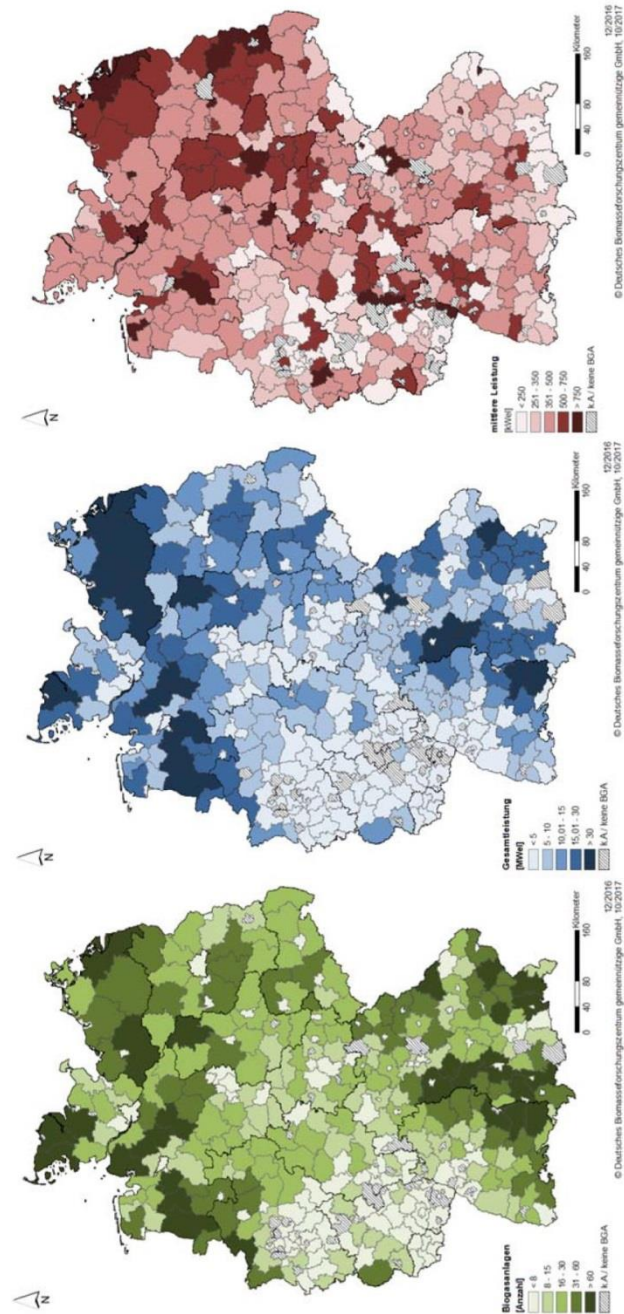 N
Biogasanlagen
[Anzahl]
< 8
8 - 15
16 - 30
31 - 60
> 60
k.A./ keine BGA
Kilometer
0 40 80 160
12/2016
© Deutsches Biomasseforschungszentrum gemeinnützige GmbH, 10/2017
N
Gesamtleistung
[MWel]
< 5
5 - 10
10,01 - 15
15,01 - 30
> 30
k.A./ keine BGA
Kilometer
0 40 80 160
12/2016
© Deutsches Biomasseforschungszentrum gemeinnützige GmbH, 10/2017
N
mittlere Leistung
[kWel]
< 250
251 - 350
351 - 500
500 - 750
> 750
k.A./ keine BGA
Kilometer
0 40 80 160
12/2016
© Deutsches Biomasseforschungszentrum gemeinnützige GmbH, 10/2017